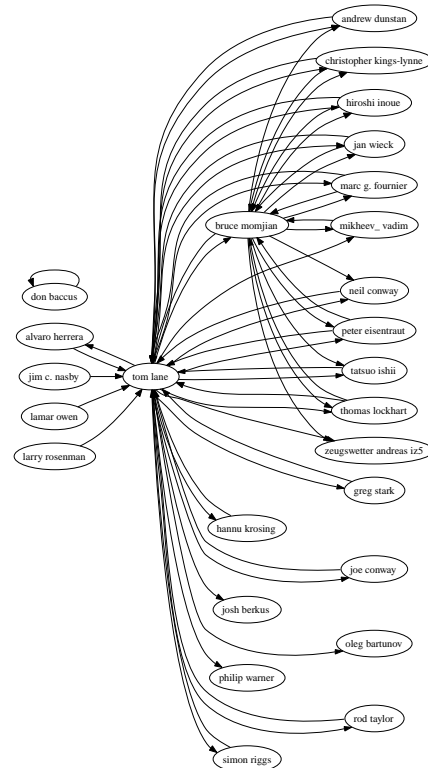 andrew dunstan
christopher kings-lynne
hiroshi inoue
jan wieck
marc g. fournier
bruce momjian
mikheev_ vadim
neil conway
don baccus
peter eisentraut
alvaro herrera
tatsuo ishii
jim c. nasby
tom lane
thomas lockhart
lamar owen
zeugswetter andreas iz5
larry rosenman
greg stark
hannu krosing
joe conway
josh berkus
oleg bartunov
philip warner
rod taylor
simon riggs